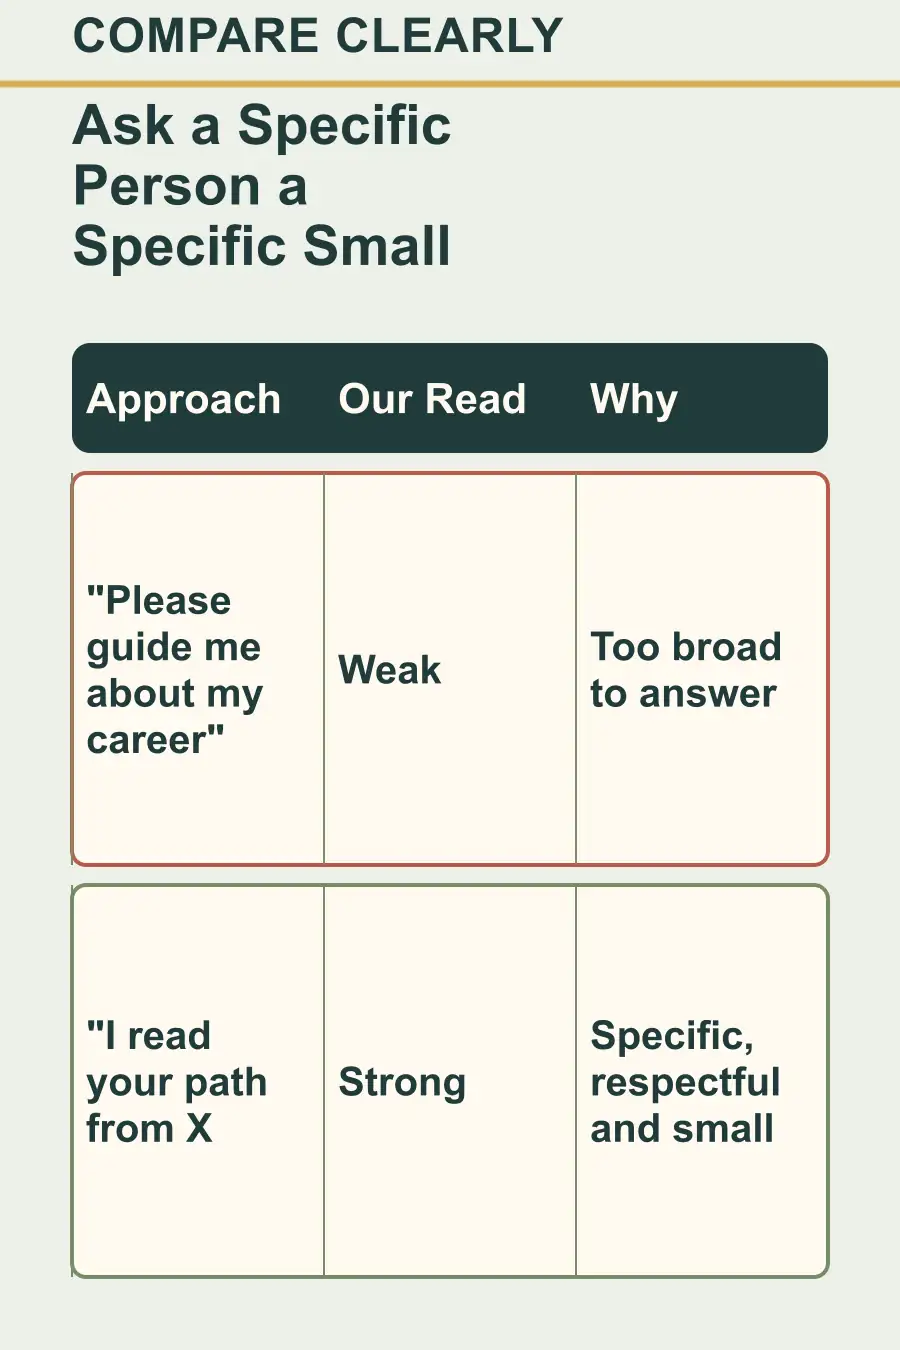 COMPARE CLEARLY
Ask a Specific
Person a
Specific Small
Approach Our Read Why
"Please
guide me
about my
career"
Weak
Too broad
to answer
"I read
your path
from X
Strong
Specific,
respectful
and small